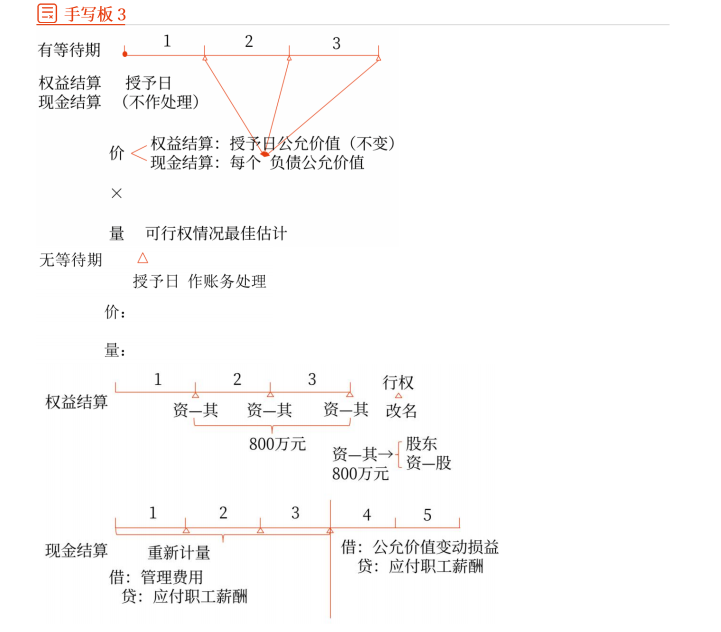 手写板 3
有等待期 1 2 3
权益结算 授予日
现金结算 （不作处理）
价 权益结算：授予日公允价值（不变）
现金结算：每个 负债公允价值
×
量 可行权情况最佳估计
无等待期
授予日 作账务处理
价：
量：
1 2 3 行权
权益结算
资—其 资—其 资—其 改名
800万元
资—其→ 股东
资—股
800万元
1 2 3 4 5
现金结算 重新计量 借：公允价值变动损益
贷：应付职工薪酬
借：管理费用
贷：应付职工薪酬